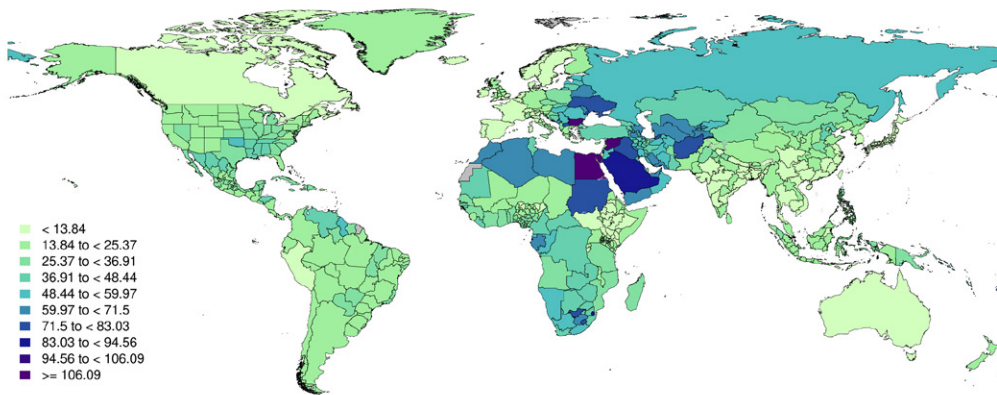 < 13.84
13.84 to < 25.37
25.37 to < 36.91
36.91 to < 48.44
48.44 to < 59.97
59.97 to < 71.5
71.5 to < 83.03
83.03 to < 94.56
94.56 to < 106.09
>= 106.09